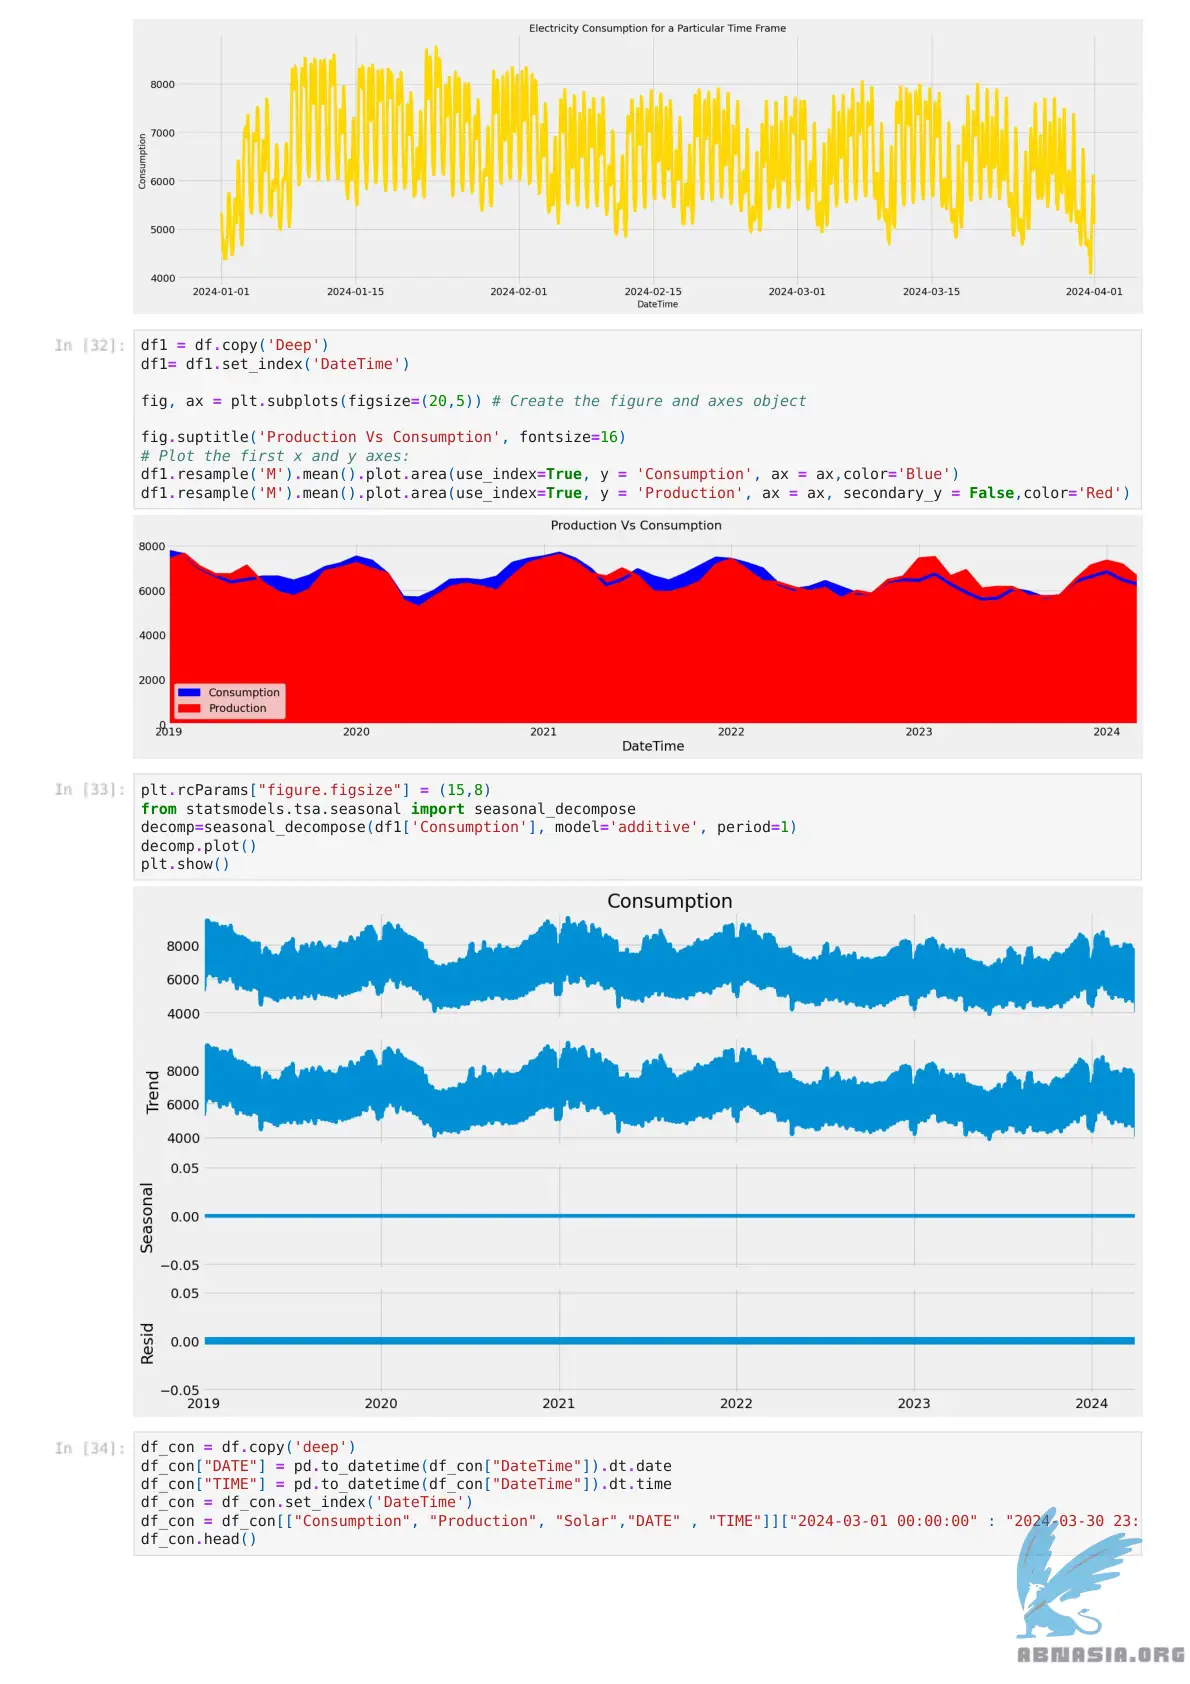 Electricity Consumption for a Particular Time Frame
8000
7000
6000
5000
4000
Consumption
2024-01-01 2024-01-15 2024-02-01 2024-02-15 2024-03-01 2024-03-15 2024-04-01
DateTime
In [32]:
df1 = df.copy('Deep')
df1= df1.set_index('DateTime')
fig, ax = plt.subplots(figsize=(20,5)) # Create the figure and axes object
fig.suptitle('Production Vs Consumption', fontsize=16)
# Plot the first x and y axes:
df1.resample('M').mean().plot.area(use_index=True, y = 'Consumption', ax = ax,color='Blue')
df1.resample('M').mean().plot.area(use_index=True, y = 'Production', ax = ax, secondary_y = False,color='Red')
Production Vs Consumption
8000
6000
4000
2000
0
Consumption
Production
2019 2020 2021 2022 2023 2024
DateTime
In [33]:
plt.rcParams["figure.figsize"] = (15,8)
from statsmodels.tsa.seasonal import seasonal_decompose
decomp=seasonal_decompose(df1['Consumption'], model='additive', period=1)
decomp.plot()
plt.show()
Consumption
8000
6000
4000
Trend
8000
6000
4000
Seasonal
0.05
0.00
−0.05
Resid
0.05
0.00
−0.05
2019 2020 2021 2022 2023 2024
In [34]:
df_con = df.copy('deep')
df_con["DATE"] = pd.to_datetime(df_con["DateTime"]).dt.date
df_con["TIME"] = pd.to_datetime(df_con["DateTime"]).dt.time
df_con = df_con.set_index('DateTime')
df_con = df_con[["Consumption", "Production", "Solar","DATE" , "TIME"]]["2024-03-01 00:00:00" : "2024-03-30 23:
df_con.head()
ABNASIA.ORG